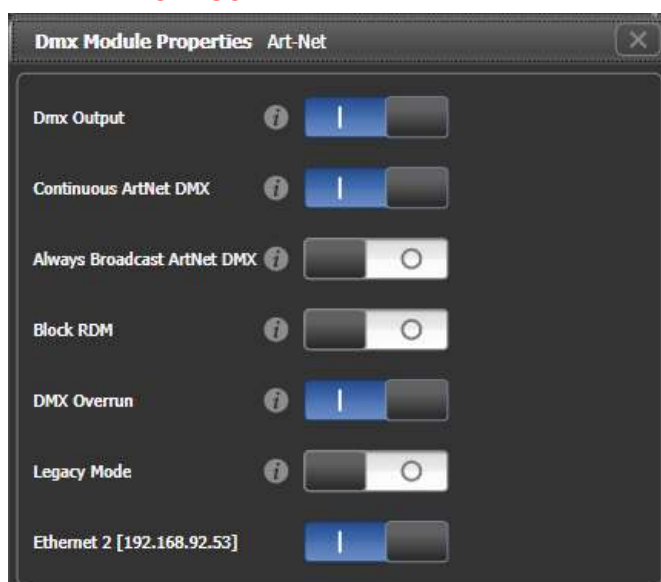 Dmx Module Properties Art-Net
Dmx Output
Continuous ArtNet DMX
Always Broadcast ArtNet DMX
Block RDM
DMX Overrun
Legacy Mode
Ethernet 2 [192.168.92.53]